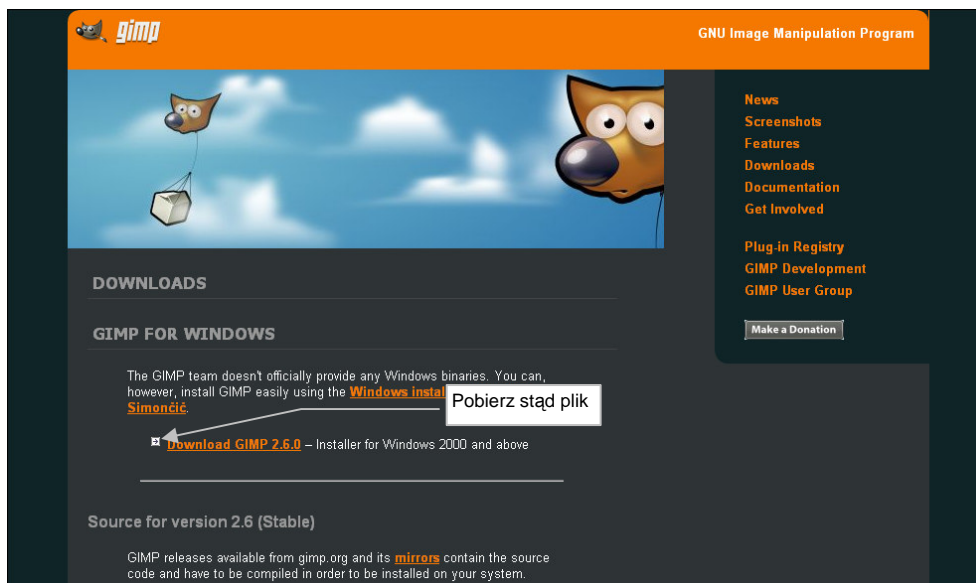 gimp
GNU Image Manipulation Program
News
Screenshots
Features
Downloads
Documentation
Get Involved
Plug-in Registry
GIMP Development
GIMP User Group
Make a Donation
DOWNLOADS
GIMP FOR WINDOWS
The GIMP team doesn't officially provide any Windows binaries. You can,
however, install GIMP easily using the Windows
Simončić.
Pobierz stąd plik
Download GIMP 2.6.0 – Installer for Windows 2000 and above
Source for version 2.6 (Stable)
GIMP releases available from gimp.org and its mirrors contain the source
code and have to be compiled in order to be installed on your system.